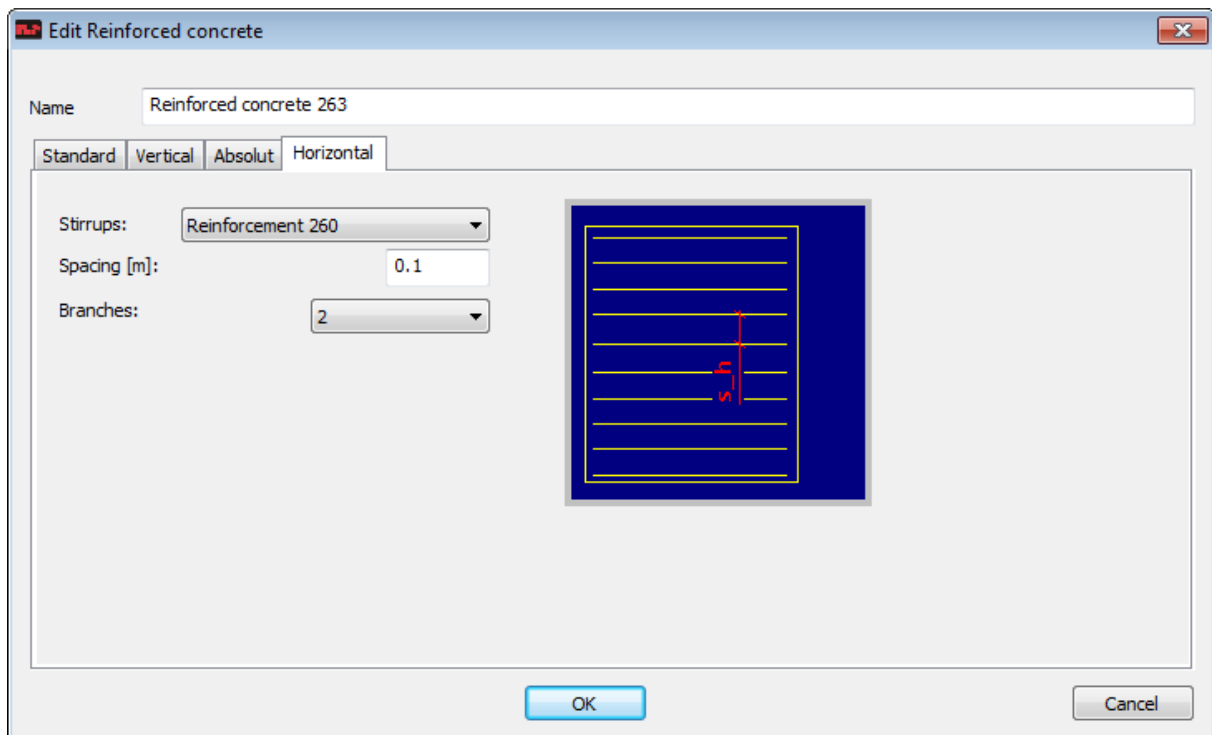 Edit Reinforced concrete
Name Reinforced concrete 263
Standard Vertical Absolut Horizontal
Stirrups: Reinforcement 260
Spacing [m]: 0.1
Branches: 2
s_h
OK Cancel